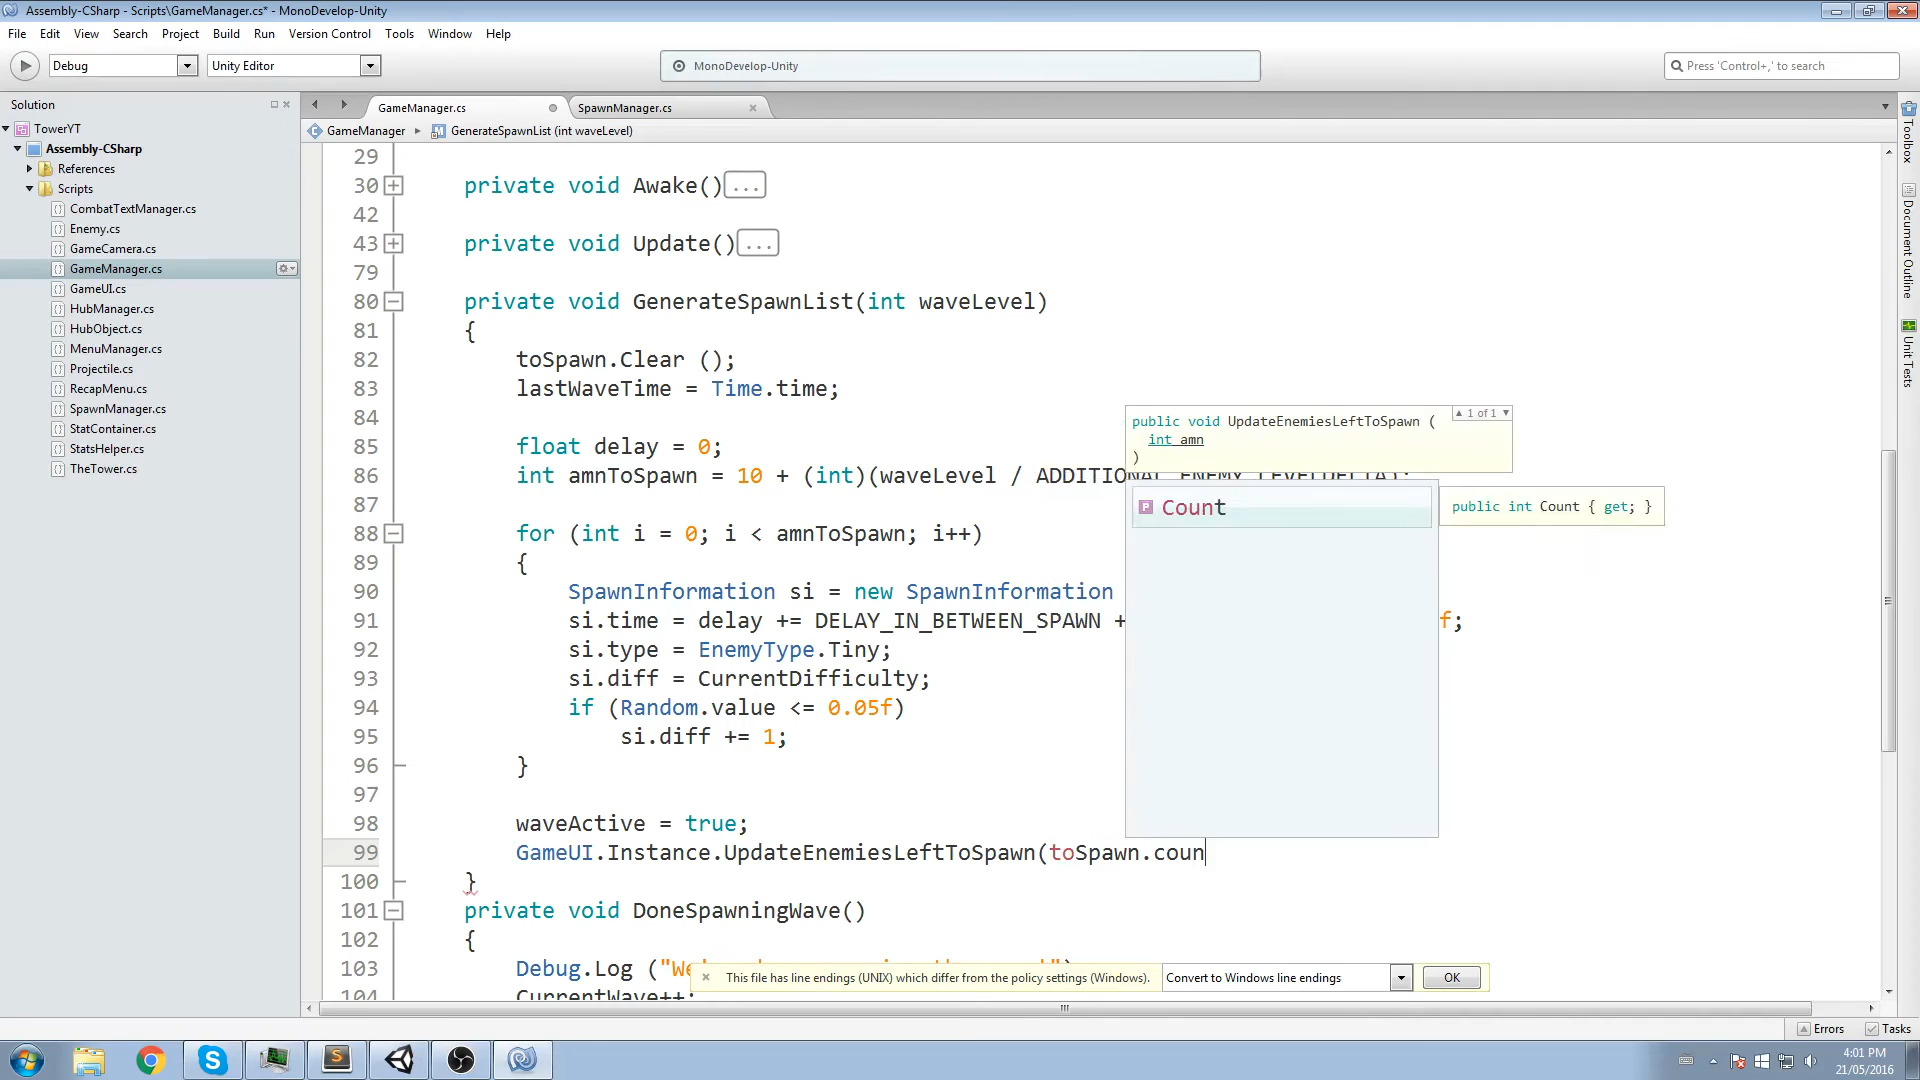 Assembly-CSharp - Scripts\GameManager.cs* - MonoDevelop-Unity
File Edit View Search Project Build Run Version Control Tools Window Help
Debug Unity Editor MonoDevelop-Unity Press 'Control+,' to search
Solution GameManager.cs SpawnManager.cs
GameManager GenerateSpawnList (int waveLevel)
TowerYT
Assembly-CSharp
References
Scripts
CombatTextManager.cs
Enemy.cs
GameCamera.cs
GameManager.cs
GameUI.cs
HubManager.cs
HubObject.cs
MenuManager.cs
Projectile.cs
RecapMenu.cs
SpawnManager.cs
StatContainer.cs
StatsHelper.cs
TheTower.cs
29
30 private void Awake()...
42
43 private void Update()...
79
80 private void GenerateSpawnList(int waveLevel)
81 {
82 toSpawn.Clear ();
83 lastWaveTime = Time.time;
84
85 float delay = 0;
86 int amnToSpawn = 10 + (int)(waveLevel / ADDITIONAL_ENEMY_LEVELDELTA);
87
88 for (int i = 0; i < amnToSpawn; i++)
89 {
90 SpawnInformation si = new SpawnInformation
91 si.time = delay += DELAY_IN_BETWEEN_SPAWN + f;
92 si.type = EnemyType.Tiny;
93 si.diff = CurrentDifficulty;
94 if (Random.value <= 0.05f)
95 si.diff += 1;
96 }
97
98 waveActive = true;
99 GameUI.Instance.UpdateEnemiesLeftToSpawn(toSpawn.coun
100 }
101 private void DoneSpawningWave()
102 {
103 Debug.Log ("We
104 CurrentWave++;
public void UpdateEnemiesLeftToSpawn (
int amn
)
1 of 1
Count
public int Count { get; }
This file has line endings (UNIX) which differ from the policy settings (Windows). Convert to Windows line endings OK
Toolbox
Document Outline
Unit Tests
Errors Tasks
4:01 PM
21/05/2016